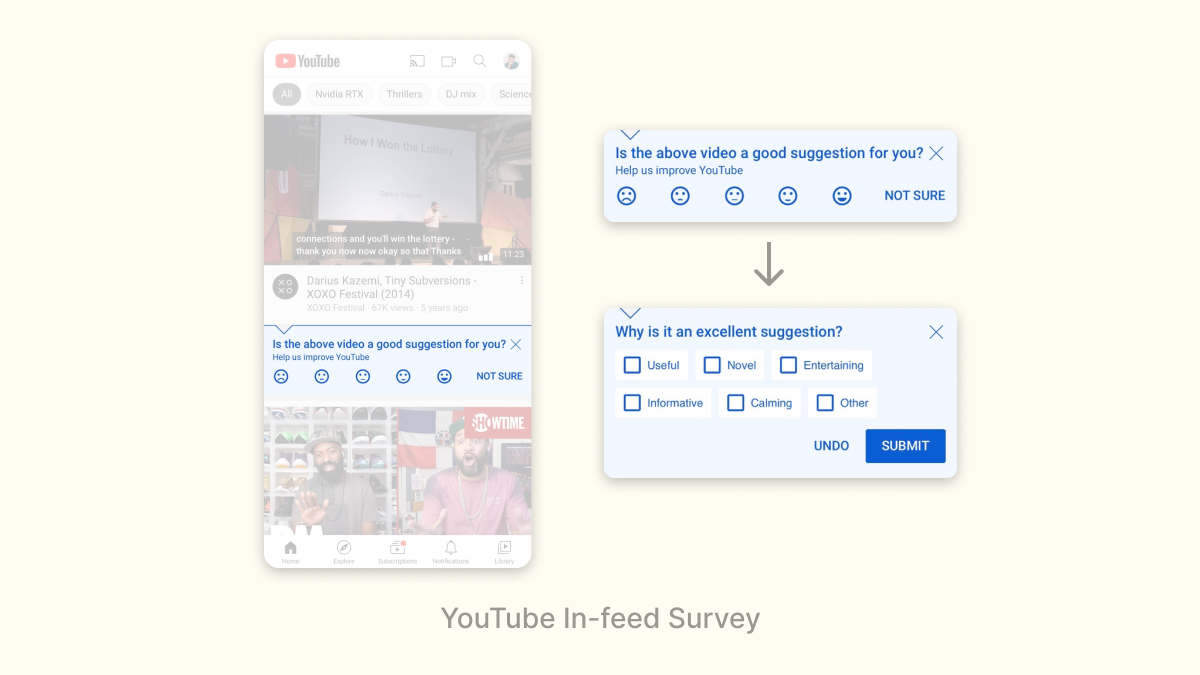 YouTube
All
Nvidia RTX
Thrillers
DJ mix
Science
How I Won the Lottery
Darius Kazemi
connections and you'll win the lottery -
thank you now now okay so that Thanks
11:23
Darius Kazemi, Tiny Subversions -
XOXO Festival (2014)
XOXO Festival · 67K views · 5 years ago
Is the above video a good suggestion for you?
Help us improve YouTube
NOT SURE
SHOWTIME
Home
Explore
Subscriptions
Notifications
Library
Is the above video a good suggestion for you?
Help us improve YouTube
NOT SURE
Why is it an excellent suggestion?
Useful
Novel
Entertaining
Informative
Calming
Other
UNDO
SUBMIT
YouTube In-feed Survey